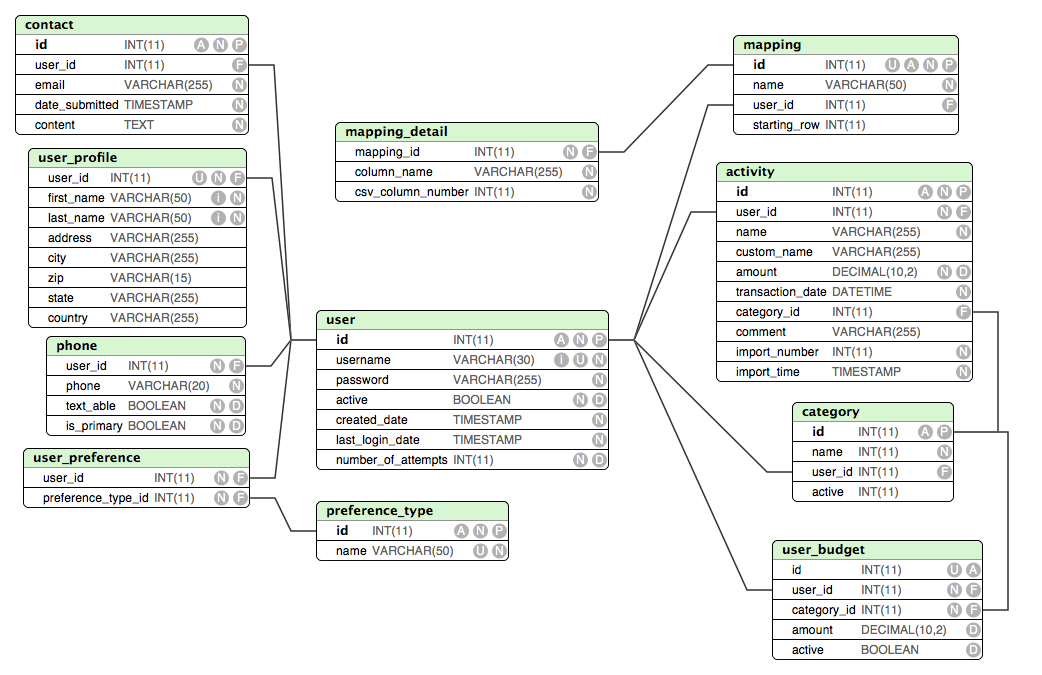 contact
id INT(11) A N P
user_id INT(11) F
email VARCHAR(255) N
date_submitted TIMESTAMP N
content TEXT N
user_profile
user_id INT(11) U N F
first_name VARCHAR(50) I N
last_name VARCHAR(50) I N
address VARCHAR(255)
city VARCHAR(255)
zip VARCHAR(15)
state VARCHAR(255)
country VARCHAR(255)
phone
user_id INT(11) N F
phone VARCHAR(20) N
text_able BOOLEAN N D
is_primary BOOLEAN N D
user_preference
user_id INT(11) N F
preference_type_id INT(11) N F
mapping_detail
mapping_id INT(11) N F
column_name VARCHAR(255) N
csv_column_number INT(11) N
user
id INT(11) A N P
username VARCHAR(30) I U N
password VARCHAR(255) N
active BOOLEAN N D
created_date TIMESTAMP N
last_login_date TIMESTAMP N
number_of_attempts INT(11) N D
preference_type
id INT(11) A N P
name VARCHAR(50) U N
mapping
id INT(11) U A N P
name VARCHAR(50) N
user_id INT(11) F
starting_row INT(11)
activity
id INT(11) A N P
user_id INT(11) N F
name VARCHAR(255) N
custom_name VARCHAR(255)
amount DECIMAL(10,2) N D
transaction_date DATETIME N
category_id INT(11) F
comment VARCHAR(255)
import_number INT(11) N
import_time TIMESTAMP N
category
id INT(11) A P
name INT(11) N
user_id INT(11) F
active INT(11)
user_budget
id INT(11) U A
user_id INT(11) N F
category_id INT(11) N F
amount DECIMAL(10,2) D
active BOOLEAN D